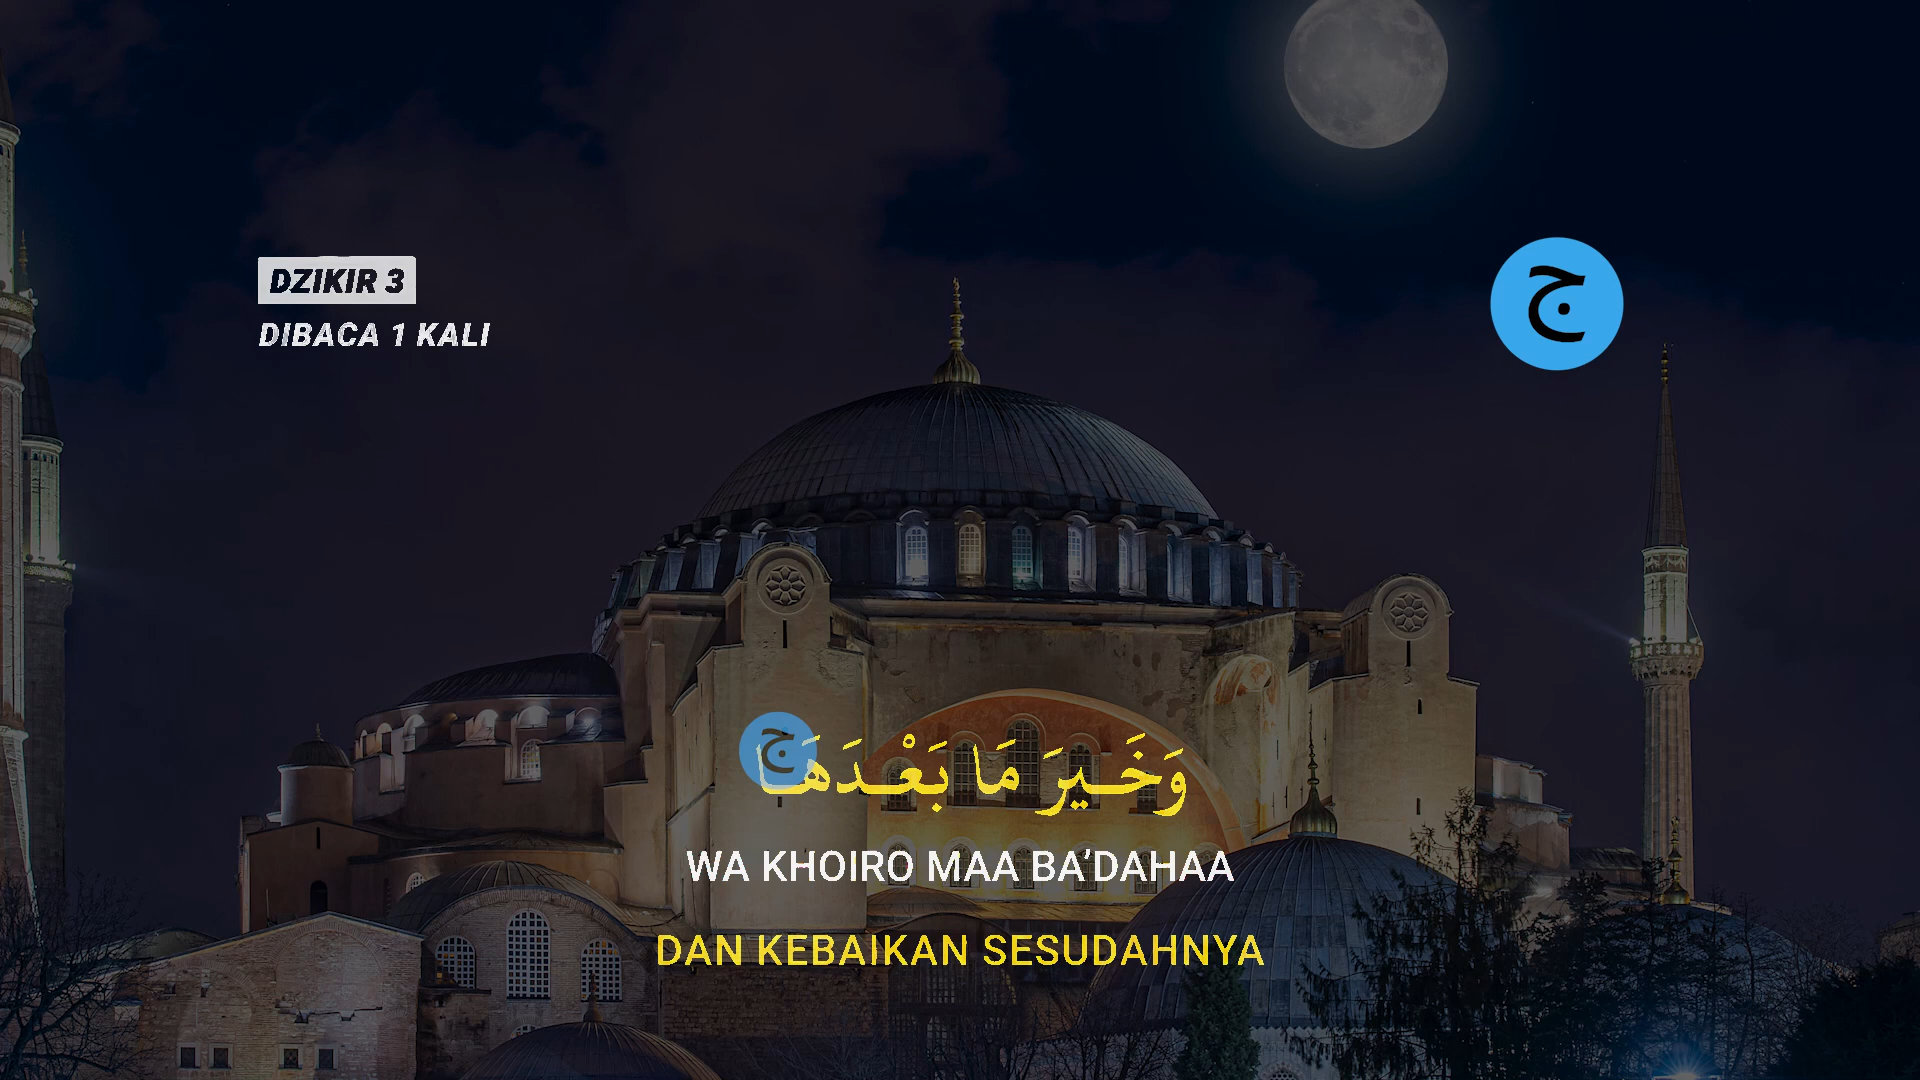 DZIKIR 3
DIBACA 1 KALI
ج
ج
وَخَيرَ مَا بَعْدَهَا
WA KHOIRO MAA BA’DAHAA
DAN KEBAIKAN SESUDAHNYA